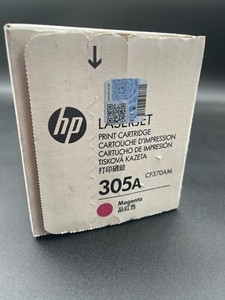 hp
LASERJET
PRINT CARTRIDGE
CARTOUCHE D'IMPRESSION
CARTUCHO DE IMPRESIÓN
TISKOVÁ KAZETA
打印硒鼓
305A
CF370AM
Magenta
品红色